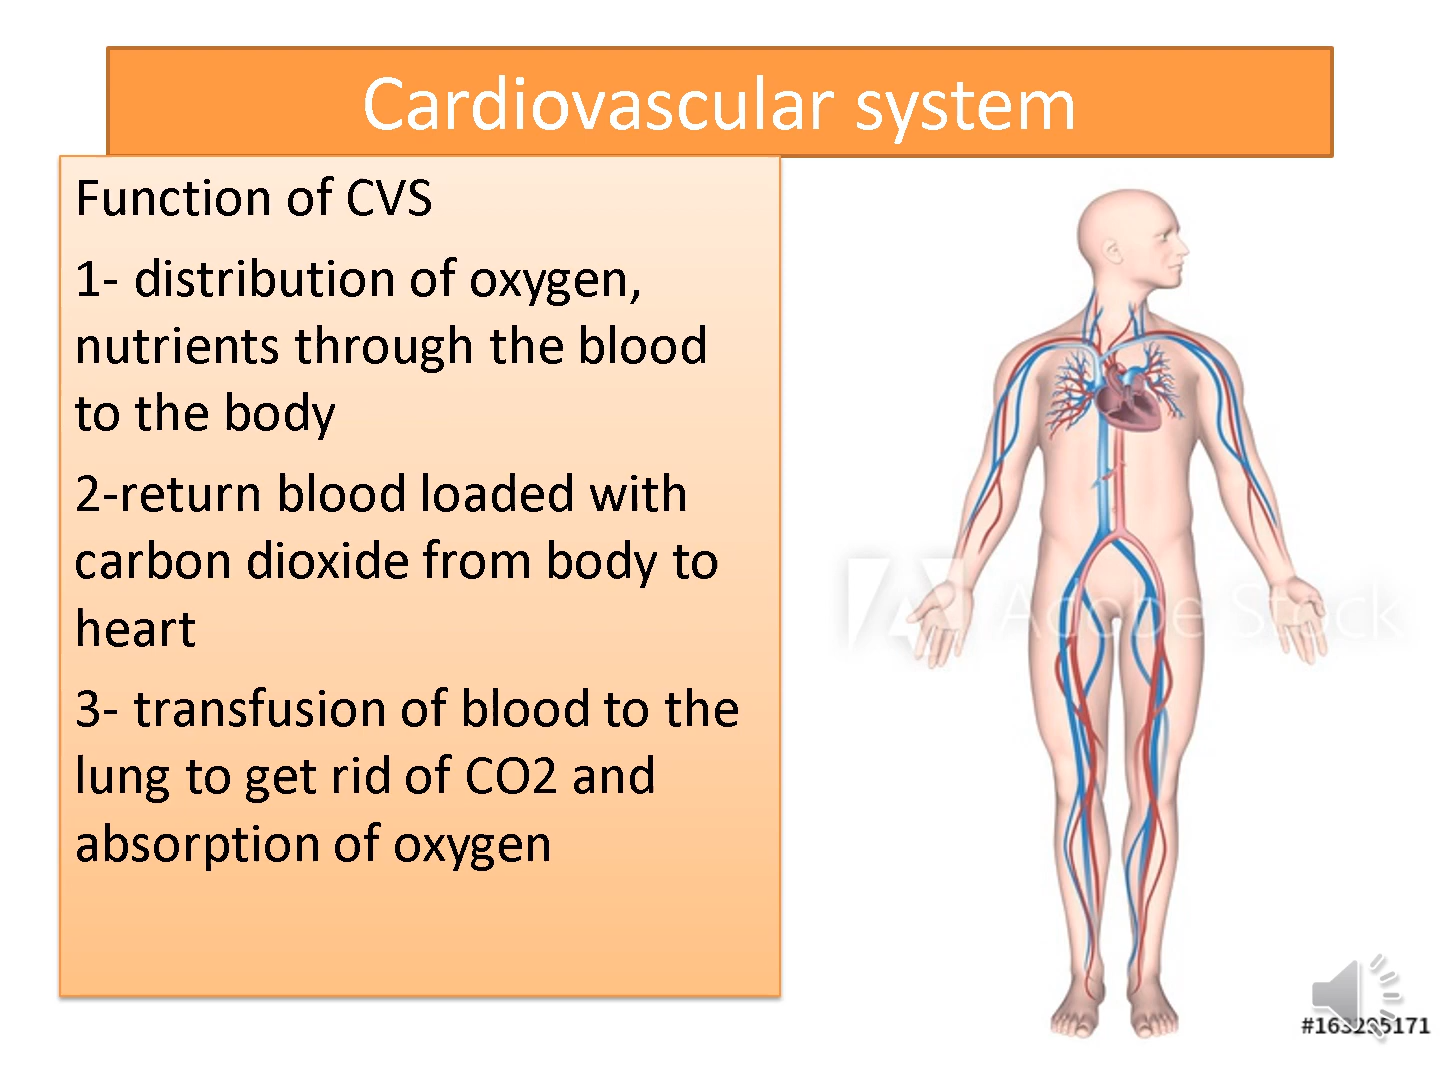 Cardiovascular system
Function of CVS
1- distribution of oxygen,
nutrients through the blood
to the body
2-return blood loaded with
carbon dioxide from body to
heart
3- transfusion of blood to the
lung to get rid of CO2 and
absorption of oxygen
Adobe Stock
#163295171